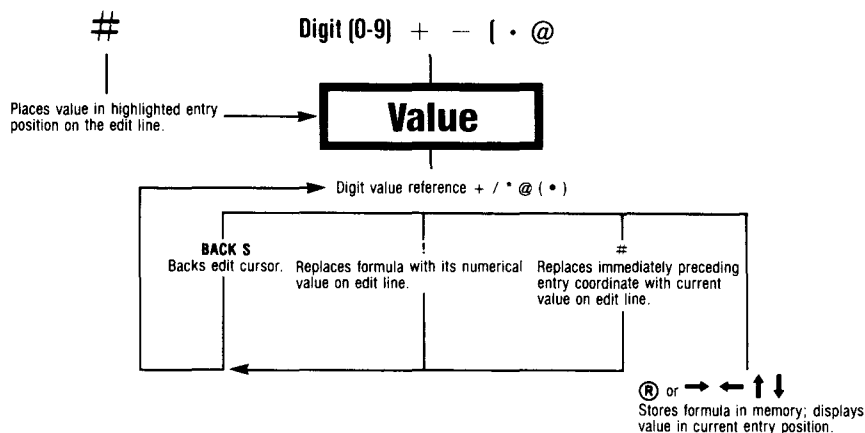 #
Digit (0-9) + − ( • @
Places value in highlighted entry
position on the edit line.
Value
Digit value reference + / * @ ( • )
BACK S
Backs edit cursor.
!
Replaces formula with its numerical
value on edit line.
#
Replaces immediately preceding
entry coordinate with current
value on edit line.
Ⓡ or → ← ↑ ↓
Stores formula in memory; displays
value in current entry position.